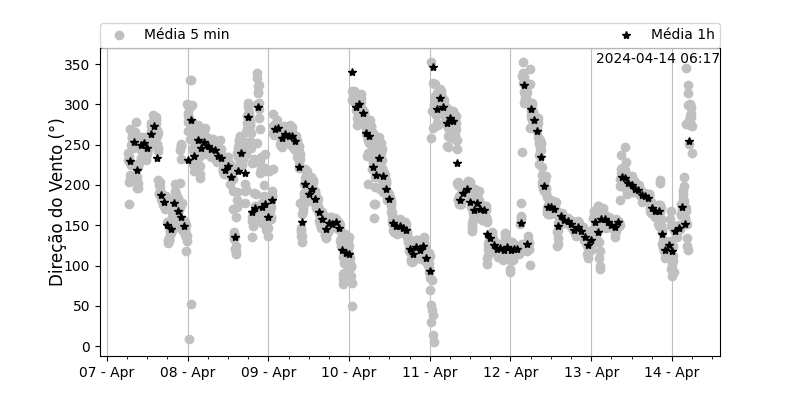 Média 5 min
Média 1h
2024-04-14 06:17
Direção do Vento (°)
350
300
250
200
150
100
50
0
07 - Apr
08 - Apr
09 - Apr
10 - Apr
11 - Apr
12 - Apr
13 - Apr
14 - Apr